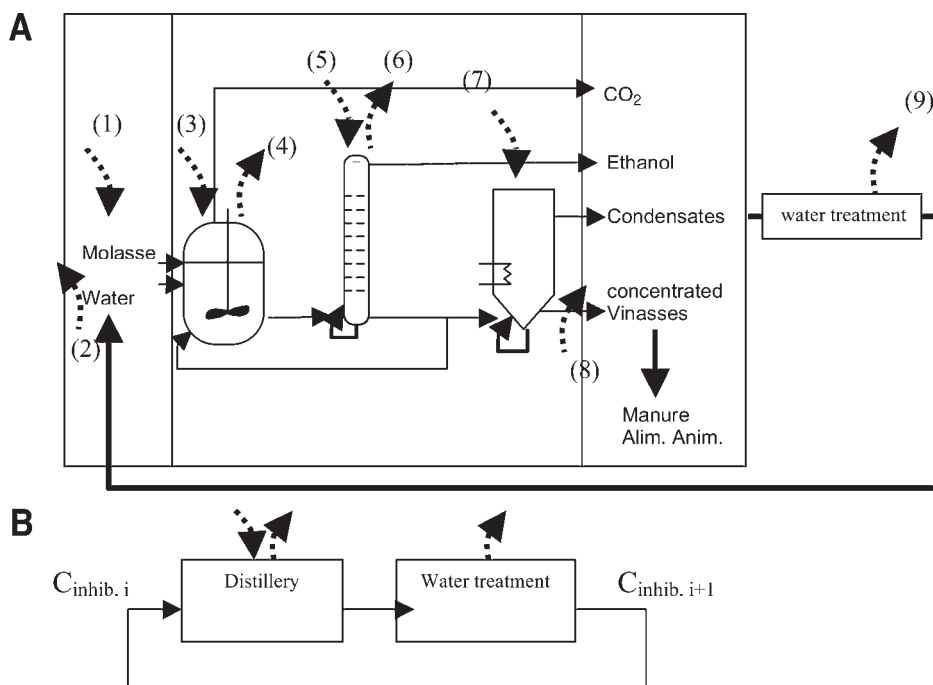 A
(1)
(2)
(3)
(4)
(5)
(6)
(7)
(8)
(9)
Molasse
Water
CO2
Ethanol
Condensates
concentrated
Vinasses
Manure
Alim. Anim.
water treatment
B
Cinhib. i
Distillery
Water treatment
Cinhib. i+1